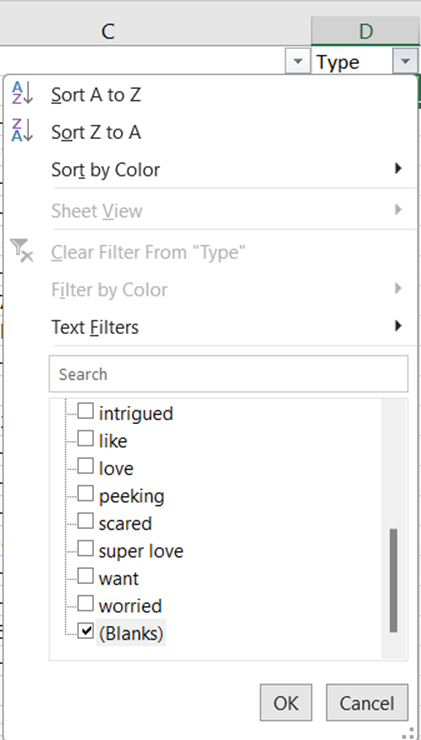 C D
Type
Sort A to Z
Sort Z to A
Sort by Color
Sheet View
Clear Filter From "Type"
Filter by Color
Text Filters
Search
intrigued
like
love
peeking
scared
super love
want
worried
(Blanks)
OK Cancel